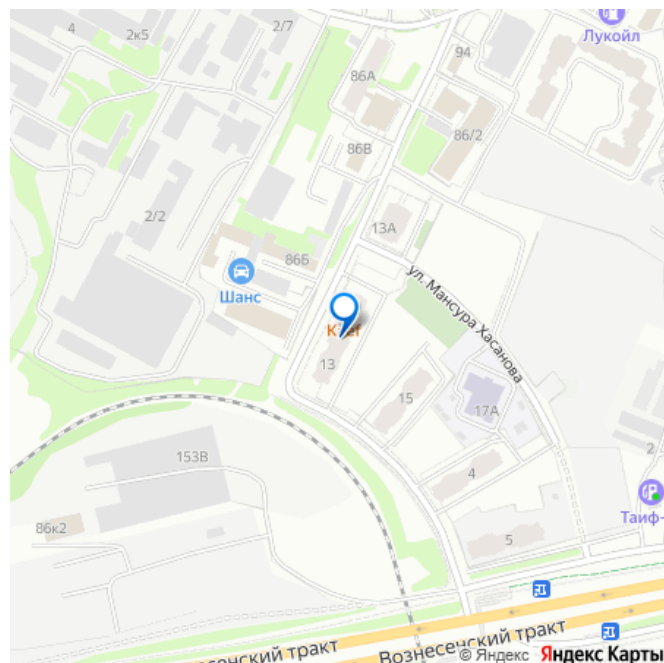 4
2к5
2/7
Лукойл
94
86А
86/2
86В
2/2
13А
86Б
Шанс
ул. Мансура Хасанова
13
15
17А
2
153В
4
Таиф-
86к2
5
Вознесенский тракт
© Яндекс Яндекс Карты